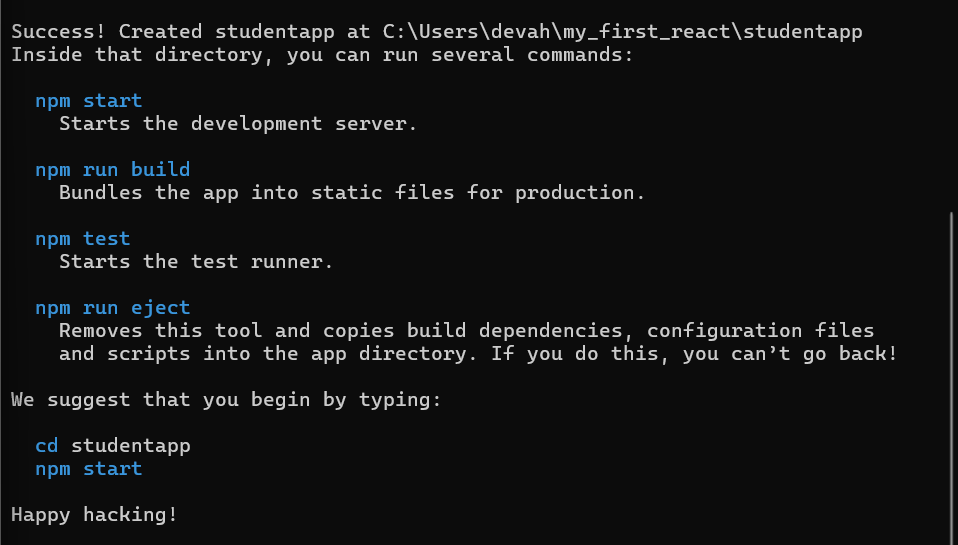 Success! Created studentapp at C:\Users\devah\my_first_react\studentapp
Inside that directory, you can run several commands:

  npm start
    Starts the development server.

  npm run build
    Bundles the app into static files for production.

  npm test
    Starts the test runner.

  npm run eject
    Removes this tool and copies build dependencies, configuration files
    and scripts into the app directory. If you do this, you can’t go back!

We suggest that you begin by typing:

  cd studentapp
  npm start

Happy hacking!